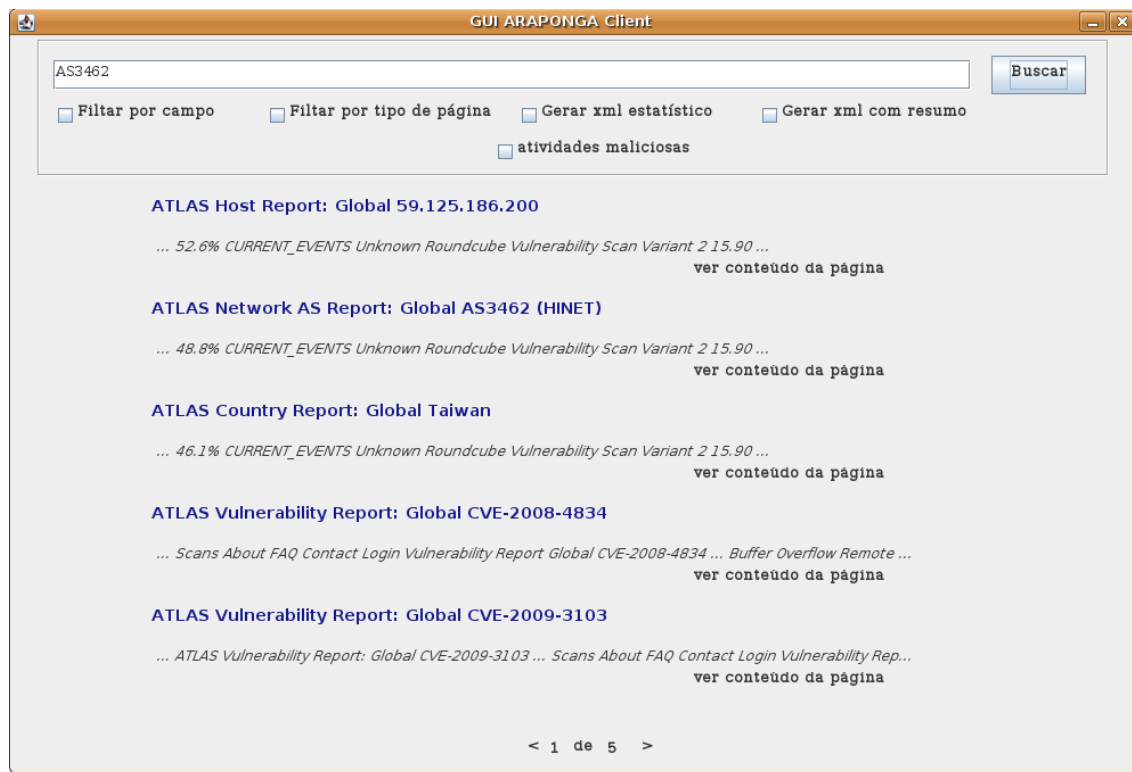 GUI ARAPONGA Client
AS3462
Buscar
Filtar por campo
Filtar por tipo de página
Gerar xml estatístico
Gerar xml com resumo
atividades maliciosas
ATLAS Host Report: Global 59.125.186.200
... 52.6% CURRENT_EVENTS Unknown Roundcube Vulnerability Scan Variant 2 15.90 ...
ver conteúdo da página
ATLAS Network AS Report: Global AS3462 (HINET)
... 48.8% CURRENT_EVENTS Unknown Roundcube Vulnerability Scan Variant 2 15.90 ...
ver conteúdo da página
ATLAS Country Report: Global Taiwan
... 46.1% CURRENT_EVENTS Unknown Roundcube Vulnerability Scan Variant 2 15.90 ...
ver conteúdo da página
ATLAS Vulnerability Report: Global CVE-2008-4834
... Scans About FAQ Contact Login Vulnerability Report Global CVE-2008-4834 ... Buffer Overflow Remote ...
ver conteúdo da página
ATLAS Vulnerability Report: Global CVE-2009-3103
... ATLAS Vulnerability Report: Global CVE-2009-3103 ... Scans About FAQ Contact Login Vulnerability Rep...
ver conteúdo da página
< 1 de 5 >